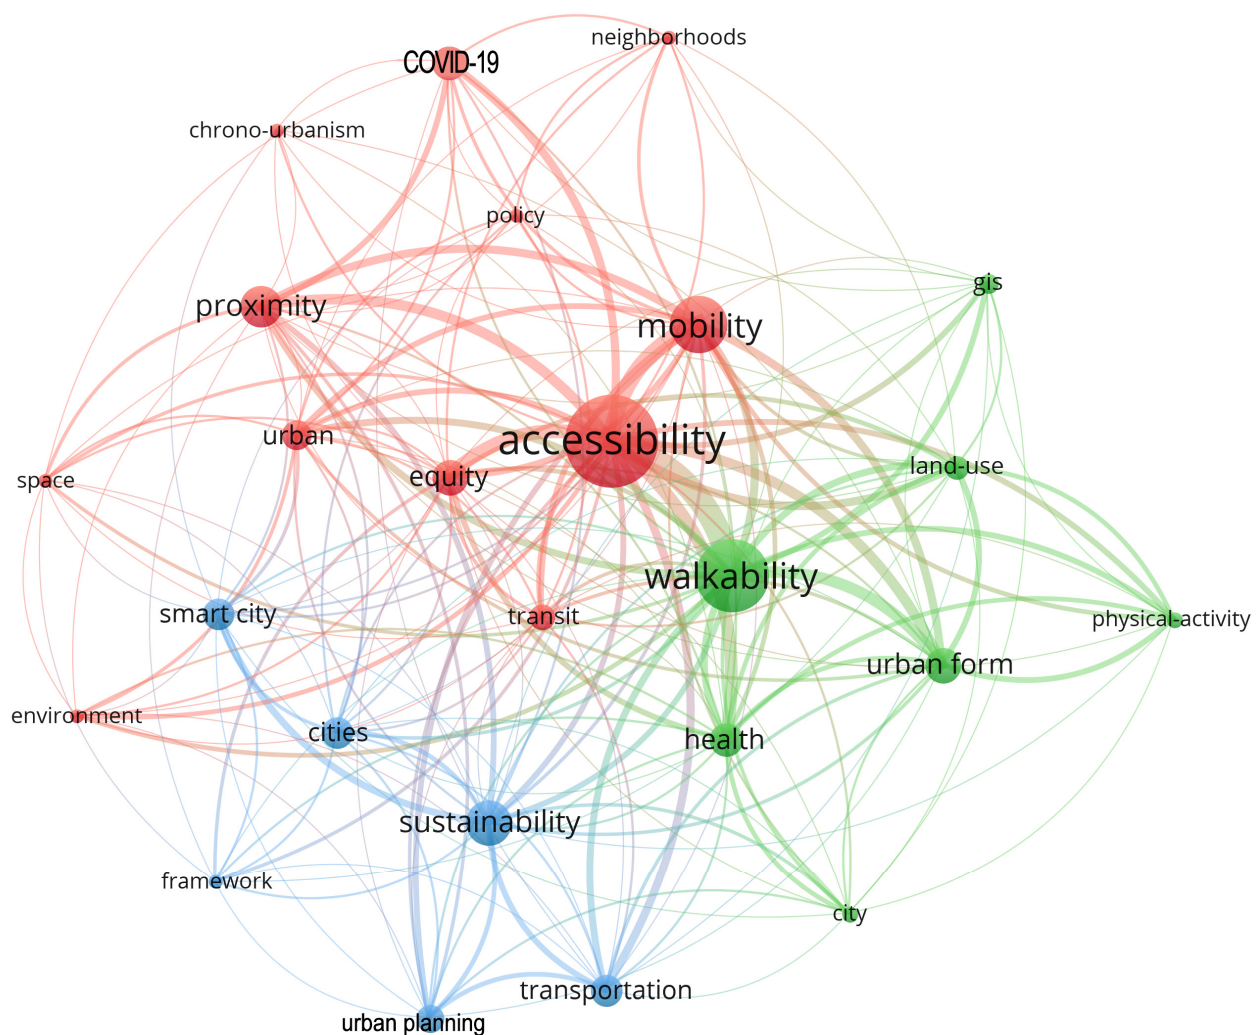 neighborhoods
COVID-19
chrono-urbanism
policy
gis
proximity
mobility
urban
accessibility
equity
land-use
space
walkability
smart city
transit
physical-activity
urban form
environment
cities
health
sustainability
framework
city
transportation
urban planning